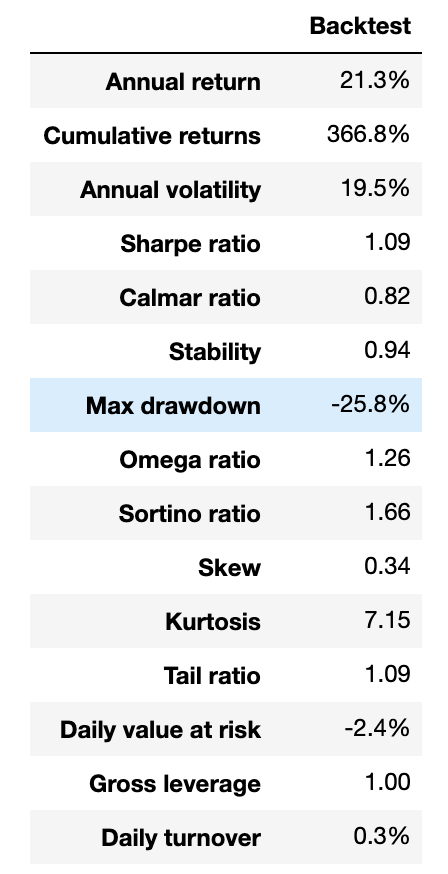 Backtest
Annual return 21.3%
Cumulative returns 366.8%
Annual volatility 19.5%
Sharpe ratio 1.09
Calmar ratio 0.82
Stability 0.94
Max drawdown -25.8%
Omega ratio 1.26
Sortino ratio 1.66
Skew 0.34
Kurtosis 7.15
Tail ratio 1.09
Daily value at risk -2.4%
Gross leverage 1.00
Daily turnover 0.3%